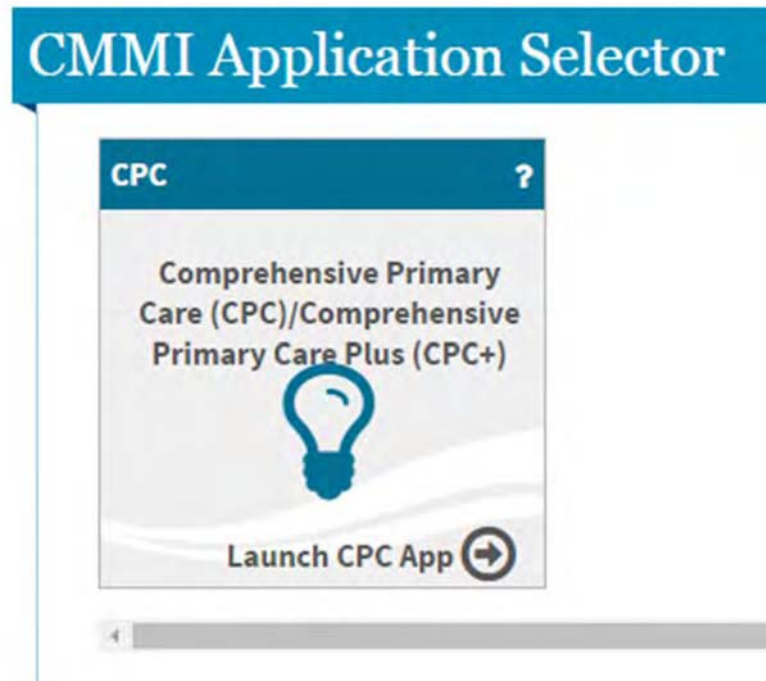 CMMI Application Selector
CPC ?
Comprehensive Primary
Care (CPC)/Comprehensive
Primary Care Plus (CPC+)
Launch CPC App